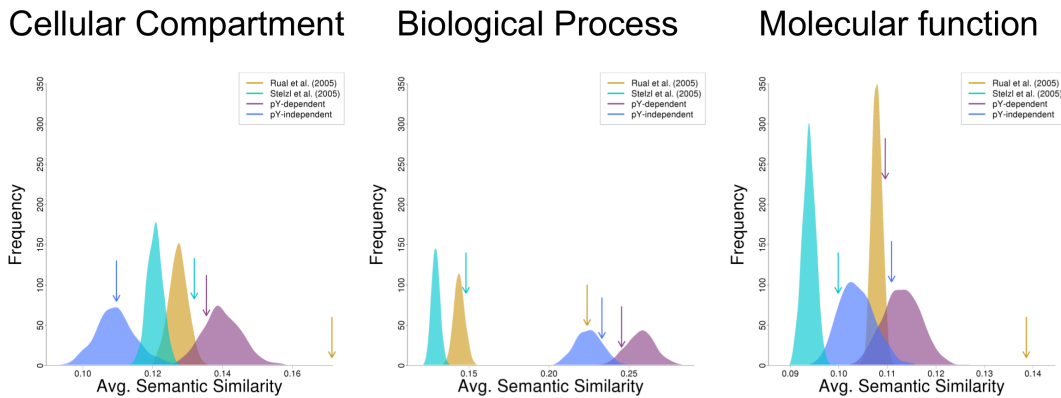 Cellular Compartment
Biological Process
Molecular function
Rual et al. (2005)
Stelzl et al. (2005)
pY-dependent
pY-independent
Frequency
350
300
250
200
150
100
50
0
0.10 0.12 0.14 0.16
Avg. Semantic Similarity
Rual et al. (2005)
Stelzl et al. (2005)
pY-dependent
pY-independent
Frequency
350
300
250
200
150
100
50
0
0.15 0.20 0.25
Avg. Semantic Similarity
Rual et al. (2005)
Stelzl et al. (2005)
pY-dependent
pY-independent
Frequency
350
300
250
200
150
100
50
0
0.09 0.10 0.11 0.12 0.13 0.14
Avg. Semantic Similarity